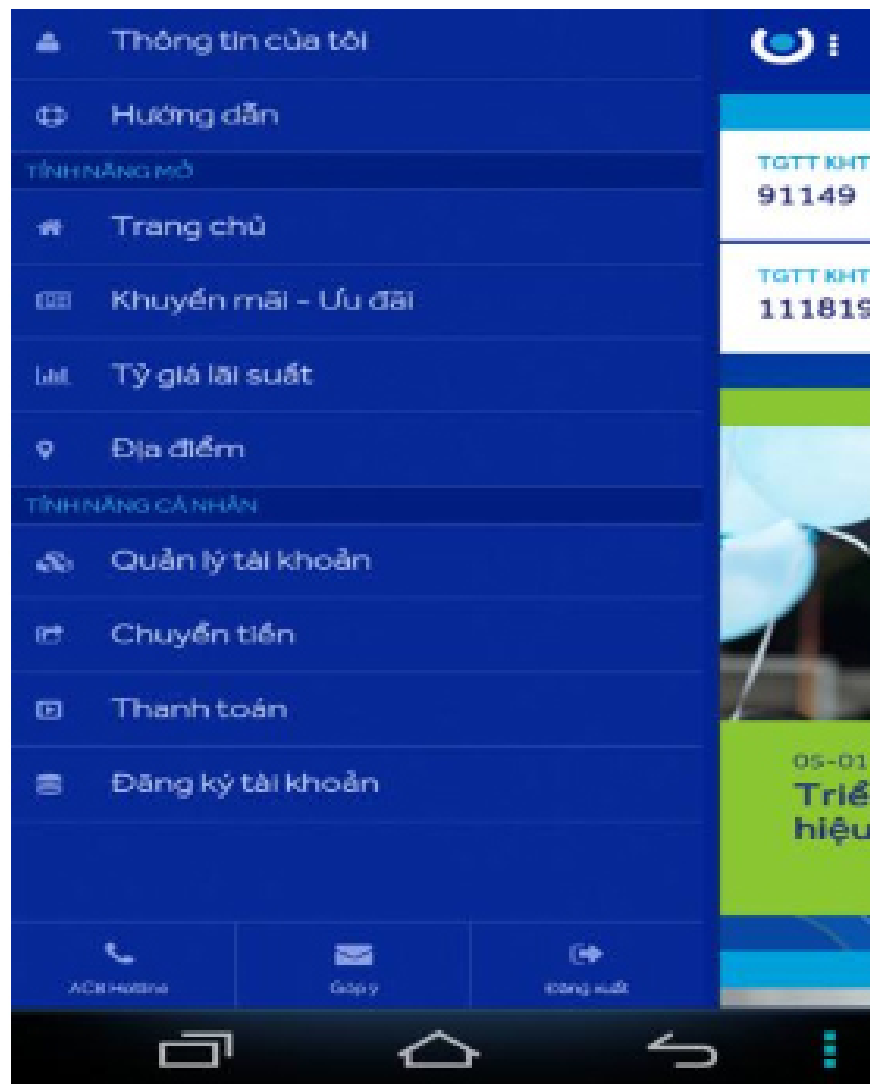 Thông tin của tôi
Hướng dẫn
TÍNH NĂNG MỞ
Trang chủ
Khuyến mãi - Ưu đãi
Tỷ giá lãi suất
Địa điểm
TÍNH NĂNG CÁ NHÂN
Quản lý tài khoản
Chuyển tiền
Thanh toán
Đăng ký tài khoản
ACB Hotline
Góp ý
Đăng xuất
TGTT KHT
91149
TGTT KHT
111819
05-01
Triể
hiệu